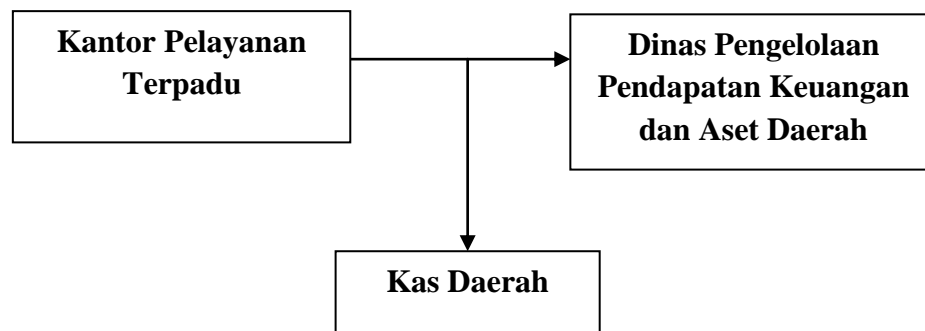 Kantor Pelayanan
Terpadu
Dinas Pengelolaan
Pendapatan Keuangan
dan Aset Daerah
Kas Daerah